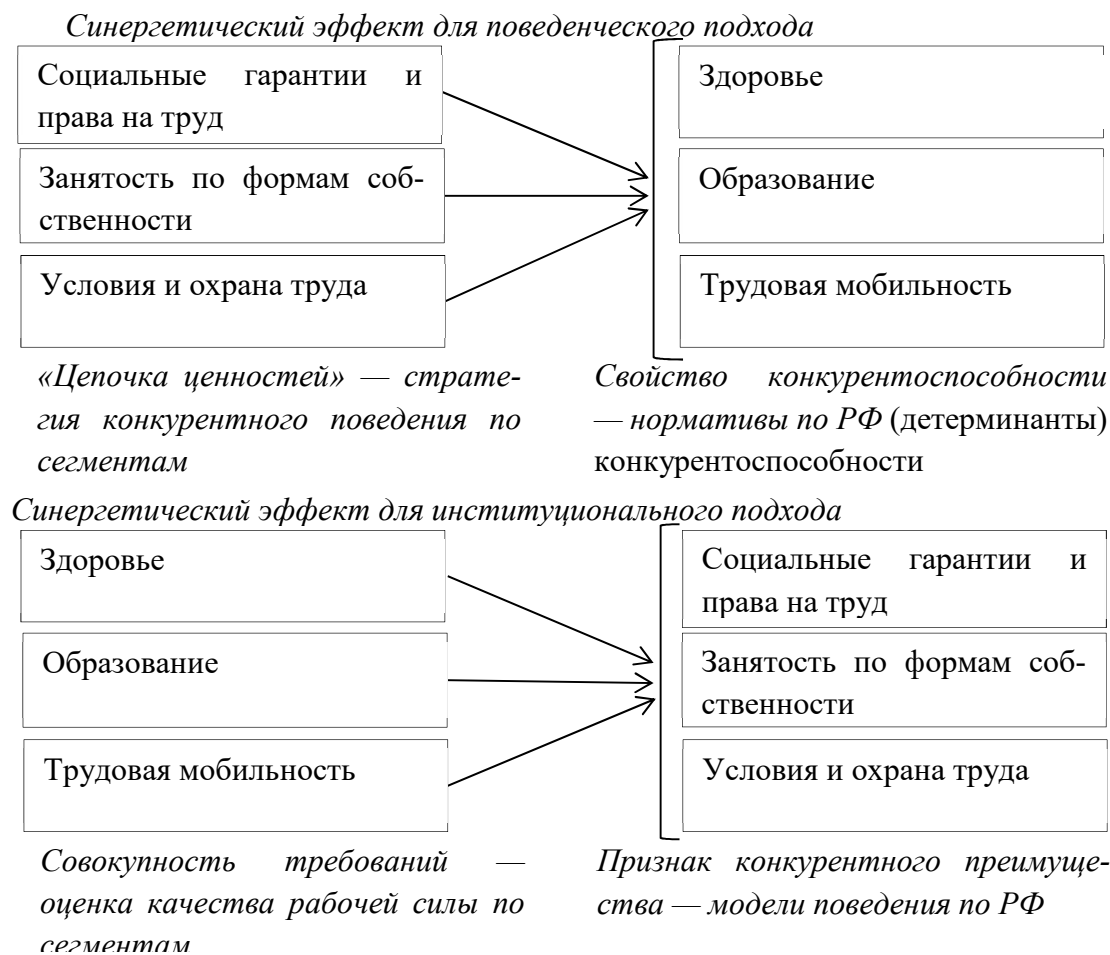 Синергетический эффект для поведенческого подхода
Социальные гарантии и
права на труд
Занятость по формам соб-
ственности
Условия и охрана труда
Здоровье
Образование
Трудовая мобильность
«Цепочка ценностей» — страте-
гия конкурентного поведения по
сегментам
Свойство конкурентоспособности
— нормативы по РФ (детерминанты)
конкурентоспособности
Синергетический эффект для институционального подхода
Здоровье
Образование
Трудовая мобильность
Социальные гарантии и
права на труд
Занятость по формам соб-
ственности
Условия и охрана труда
Совокупность требований —
оценка качества рабочей силы по
сегментам
Признак конкурентного преимуще-
ства — модели поведения по РФ